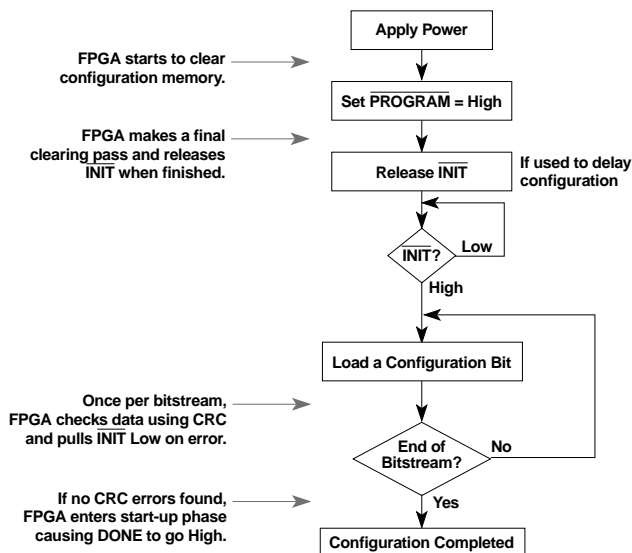 Apply Power
FPGA starts to clear
configuration memory.
Set PROGRAM = High
FPGA makes a final
clearing pass and releases
INIT when finished.
Release INIT
If used to delay
configuration
INIT?
Low
High
Load a Configuration Bit
Once per bitstream,
FPGA checks data using CRC
and pulls INIT Low on error.
End of
Bitstream?
No
Yes
If no CRC errors found,
FPGA enters start-up phase
causing DONE to go High.
Configuration Completed